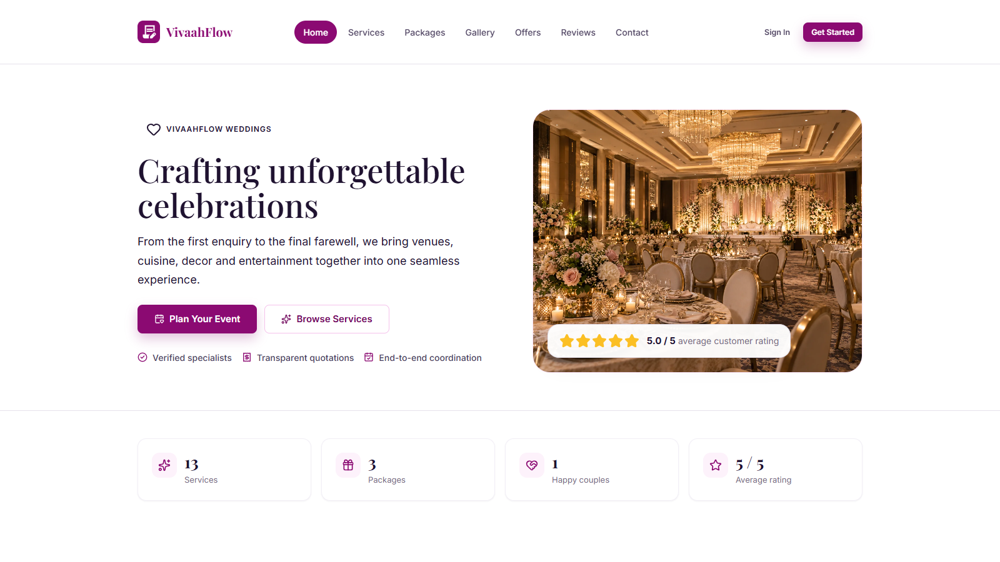 VivaahFlow
Home Services Packages Gallery Offers Reviews Contact
Sign In
Get Started
VIVAAHFLOW WEDDINGS
Crafting unforgettable
celebrations
From the first enquiry to the final farewell, we bring venues,
cuisine, decor and entertainment together into one seamless
experience.
Plan Your Event
Browse Services
Verified specialists
Transparent quotations
End-to-end coordination
5.0 / 5 average customer rating
13
Services
3
Packages
1
Happy couples
5 / 5
Average rating